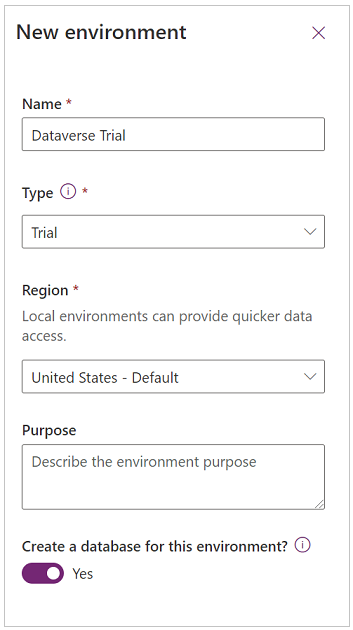 New environment
Name *
Dataverse Trial
Type *
Trial
Region *
Local environments can provide quicker data
access.
United States - Default
Purpose
Describe the environment purpose
Create a database for this environment?
Yes